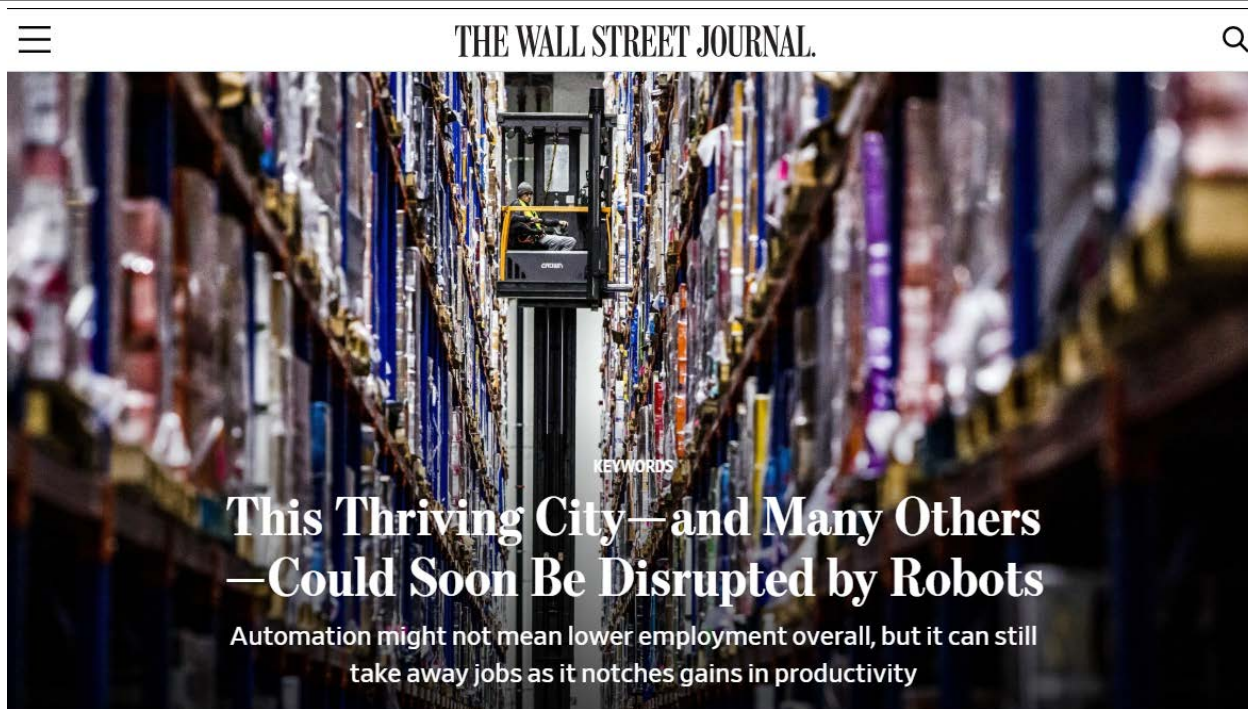 THE WALL STREET JOURNAL.
CROWN
KEYWORDS
This Thriving City—and Many Others
—Could Soon Be Disrupted by Robots
Automation might not mean lower employment overall, but it can still
take away jobs as it notches gains in productivity